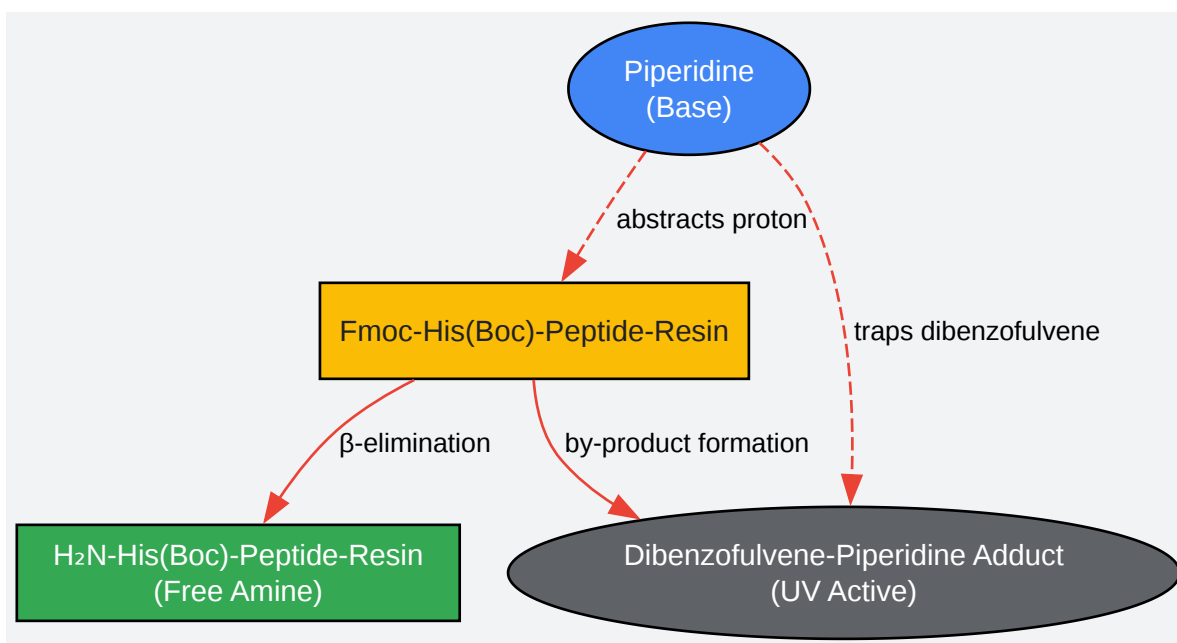 Piperidine
(Base)
abstracts proton
Fmoc-His(Boc)-Peptide-Resin
traps dibenzofulvene
β-elimination
by-product formation
H₂N-His(Boc)-Peptide-Resin
(Free Amine)
Dibenzofulvene-Piperidine Adduct
(UV Active)